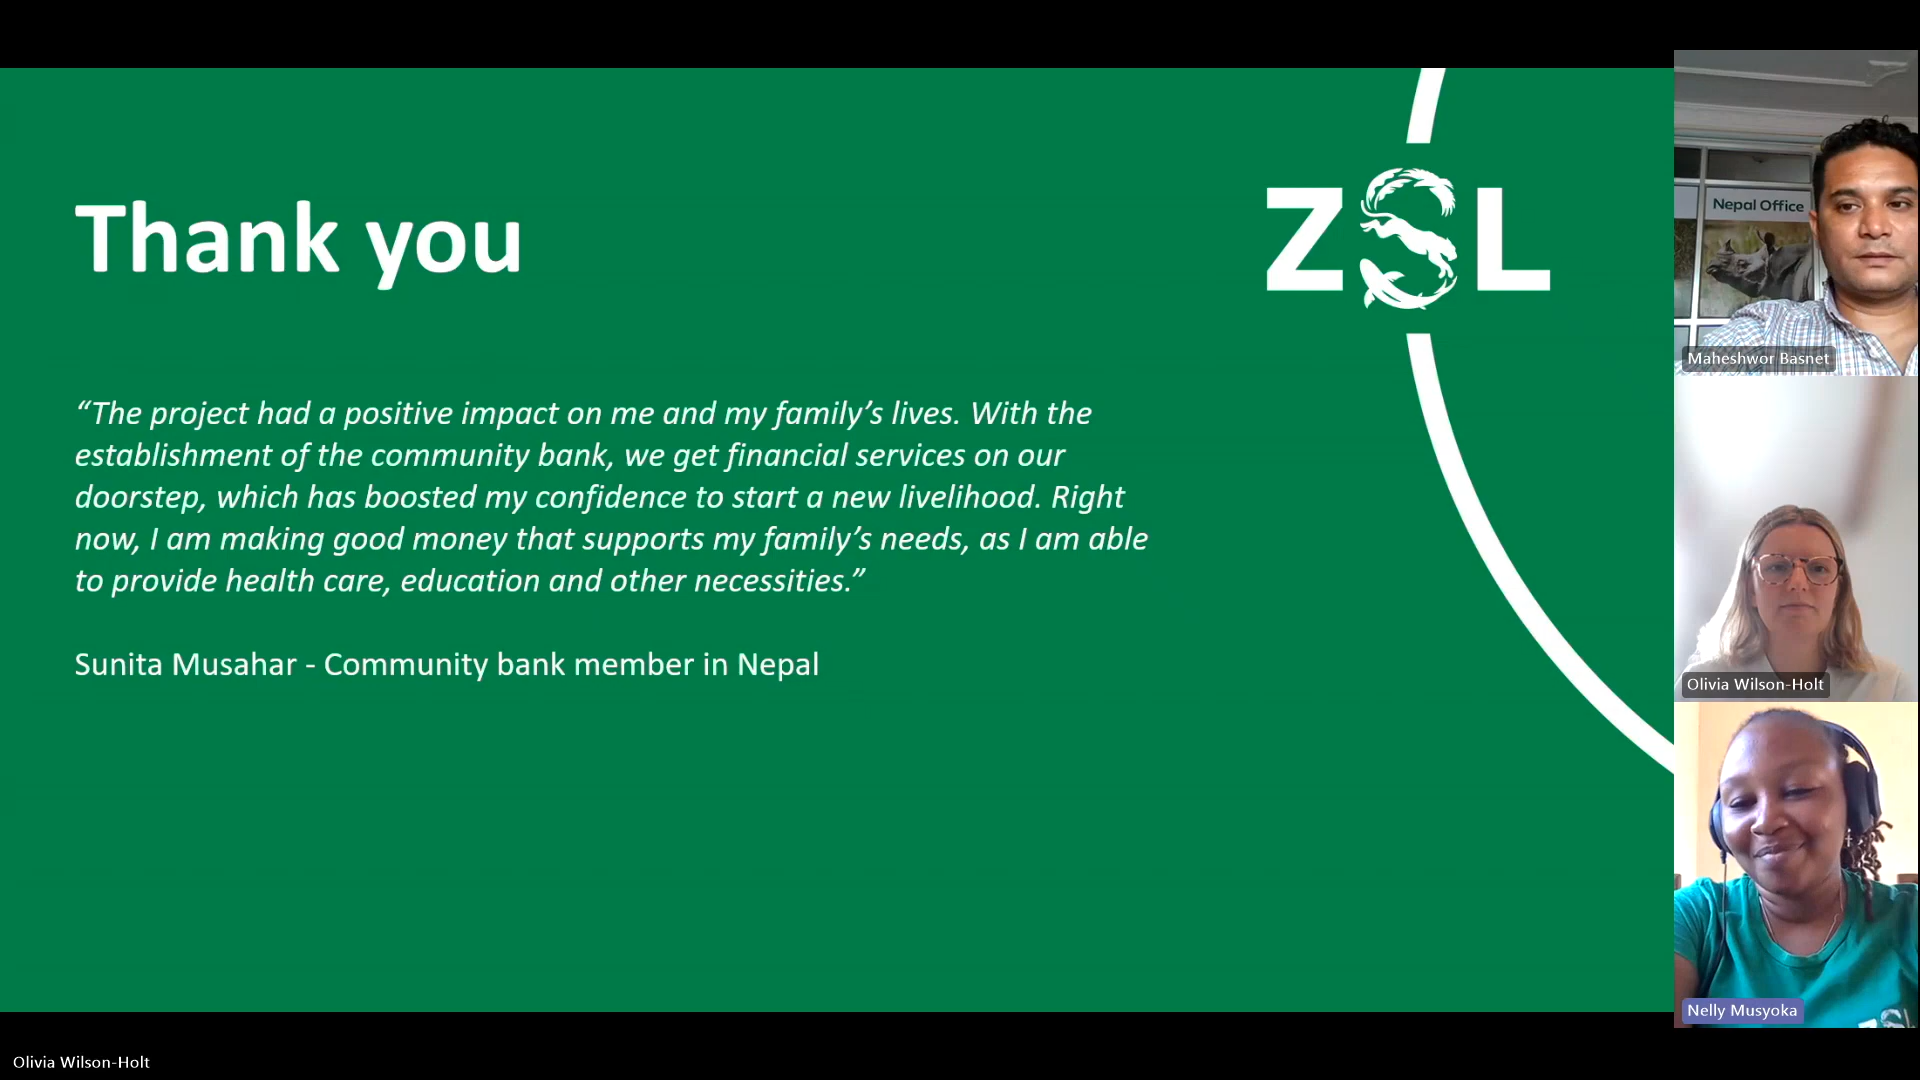 Thank you
ZSL
“The project had a positive impact on me and my family’s lives. With the
establishment of the community bank, we get financial services on our
doorstep, which has boosted my confidence to start a new livelihood. Right
now, I am making good money that supports my family’s needs, as I am able
to provide health care, education and other necessities.”
Sunita Musahar - Community bank member in Nepal
Nepal Office
Maheshwor Basnet
Olivia Wilson-Holt
Nelly Musyoka
Olivia Wilson-Holt